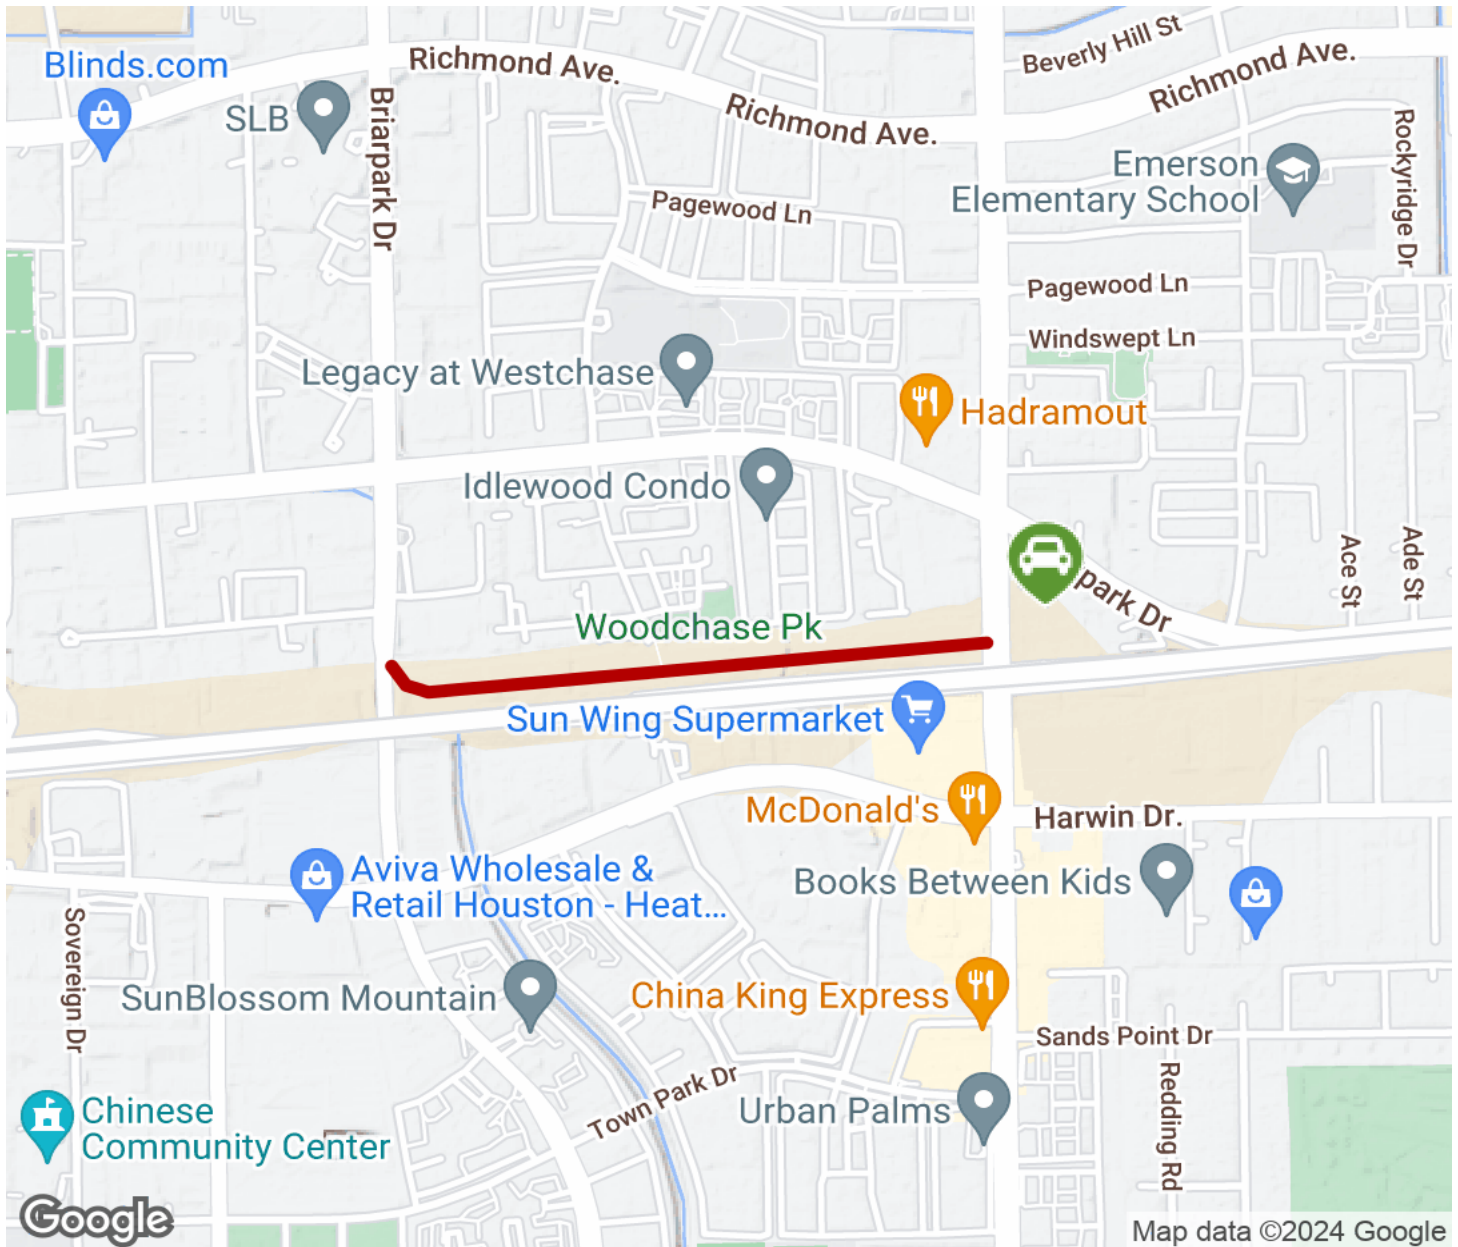 Blinds.com
SLB
Richmond Ave.
Richmond Ave.
Beverly Hill St
Richmond Ave.
Briarpark Dr
Rockyridge Dr
Emerson
Elementary School
Pagewood Ln
Pagewood Ln
Windswept Ln
Legacy at Westchase
Hadramout
Idlewood Condo
Ace St
Ade St
park Dr
Woodchase Pk
Sun Wing Supermarket
McDonald's
Harwin Dr.
Aviva Wholesale &
Retail Houston - Heat...
Books Between Kids
Sovereign Dr
SunBlossom Mountain
China King Express
Sands Point Dr
Redding Rd
Town Park Dr
Urban Palms
Chinese
Community Center
Google
Map data ©2024 Google